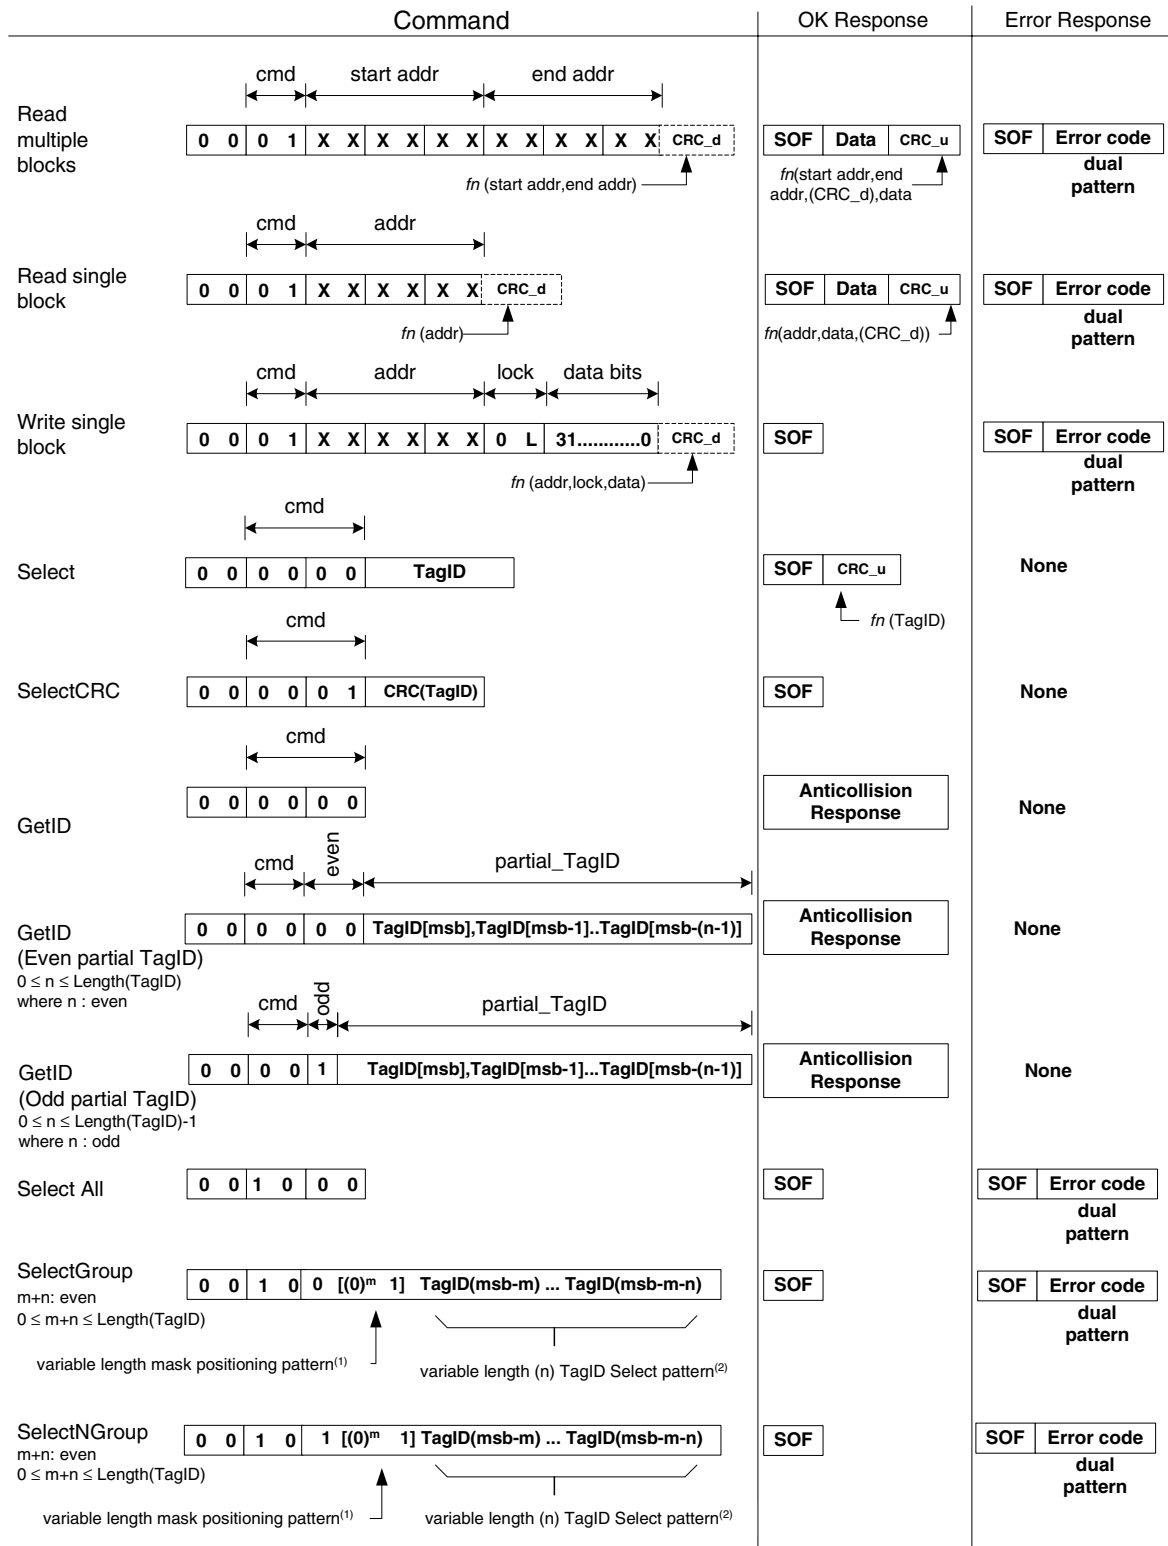 Command OK Response Error Response
cmd start addr end addr
Read
multiple
blocks
0 0 0 1 X X X X X X X X X X X X CRC_d
SOF Data CRC_u
SOF Error code
dual
pattern
fn (start addr,end addr)
fn(start addr,end
addr,(CRC_d),data
cmd addr
Read single
block
0 0 0 1 X X X X X X CRC_d
SOF Data CRC_u
SOF Error code
dual
pattern
fn (addr)
fn(addr,data,(CRC_d))
cmd addr lock data bits
Write single
block
0 0 0 1 X X X X X X 0 L 31............0 CRC_d
SOF
SOF Error code
dual
pattern
fn (addr,lock,data)
cmd
Select
0 0 0 0 0 0 TagID
SOF CRC_u
None
fn (TagID)
cmd
SelectCRC
0 0 0 0 0 1 CRC(TagID)
SOF
None
cmd
GetID
0 0 0 0 0 0
Anticollision
Response
None
cmd even partial_TagID
GetID
(Even partial TagID)
0 ≤ n ≤ Length(TagID)
where n : even
0 0 0 0 0 0 TagID[msb],TagID[msb-1]..TagID[msb-(n-1)]
Anticollision
Response
None
cmd odd partial_TagID
GetID
(Odd partial TagID)
0 ≤ n ≤ Length(TagID)-1
where n : odd
0 0 0 0 1 TagID[msb],TagID[msb-1]...TagID[msb-(n-1)]
Anticollision
Response
None
Select All
0 0 1 0 0 0
SOF
SOF Error code
dual
pattern
SelectGroup
m+n: even
0 ≤ m+n ≤ Length(TagID)
0 0 1 0 0 [(0)ᵐ 1] TagID(msb-m) ... TagID(msb-m-n)
SOF
SOF Error code
dual
pattern
variable length mask positioning pattern⁽¹⁾
variable length (n) TagID Select pattern⁽²⁾
SelectNGroup
m+n: even
0 ≤ m+n ≤ Length(TagID)
0 0 1 0 1 [(0)ᵐ 1] TagID(msb-m) ... TagID(msb-m-n)
SOF
SOF Error code
dual
pattern
variable length mask positioning pattern⁽¹⁾
variable length (n) TagID Select pattern⁽²⁾